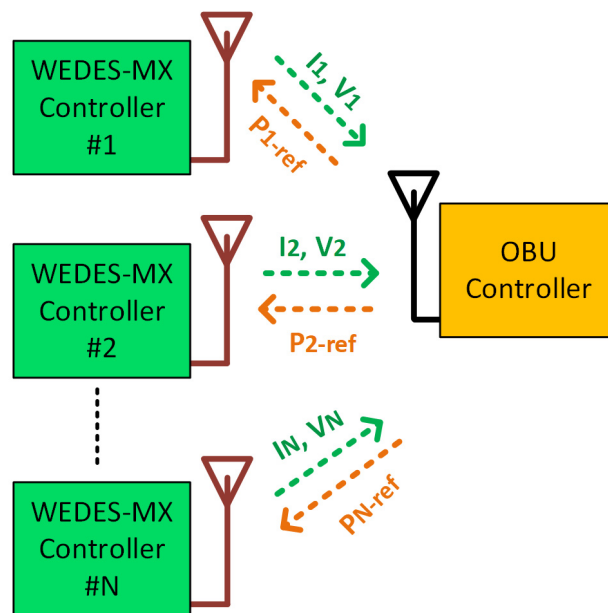 WEDES-MX
Controller
#1
I1, V1
P1-ref
WEDES-MX
Controller
#2
I2, V2
P2-ref
OBU
Controller
WEDES-MX
Controller
#N
IN, VN
PN-ref